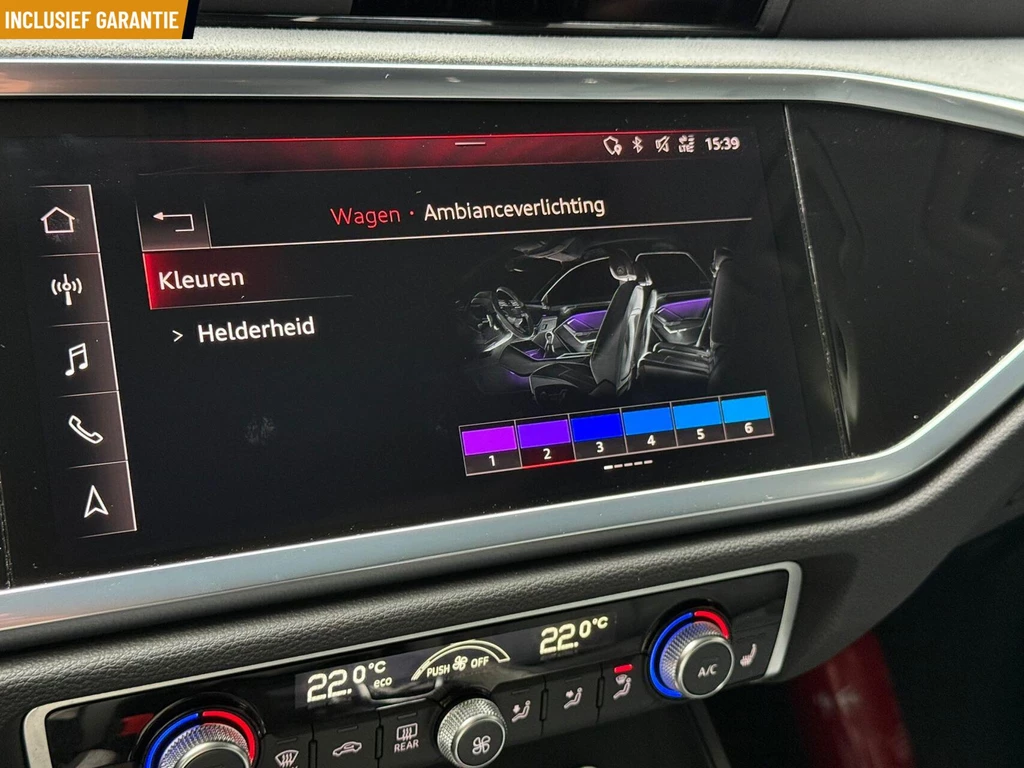 INCLUSIEF GARANTIE
LTE 15:39
Wagen · Ambianceverlichting
Kleuren
> Helderheid
1 2 3 4 5 6
22.0°C eco
PUSH OFF
22.0°C
A/C
REAR